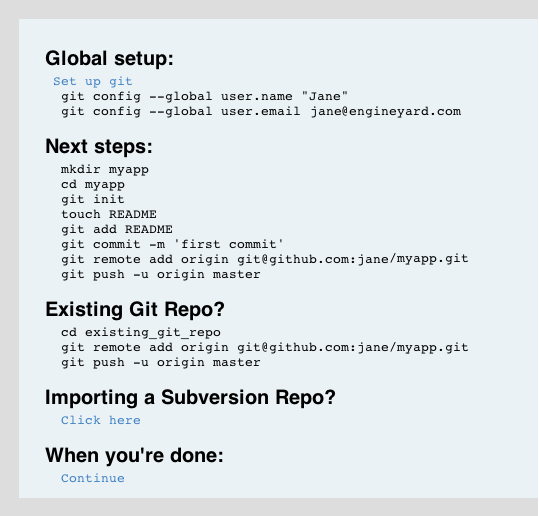 Global setup:
Set up git
git config --global user.name "Jane"
git config --global user.email jane@engineyard.com
Next steps:
mkdir myapp
cd myapp
git init
touch README
git add README
git commit -m 'first commit'
git remote add origin git@github.com:jane/myapp.git
git push -u origin master
Existing Git Repo?
cd existing_git_repo
git remote add origin git@github.com:jane/myapp.git
git push -u origin master
Importing a Subversion Repo?
Click here
When you're done:
Continue